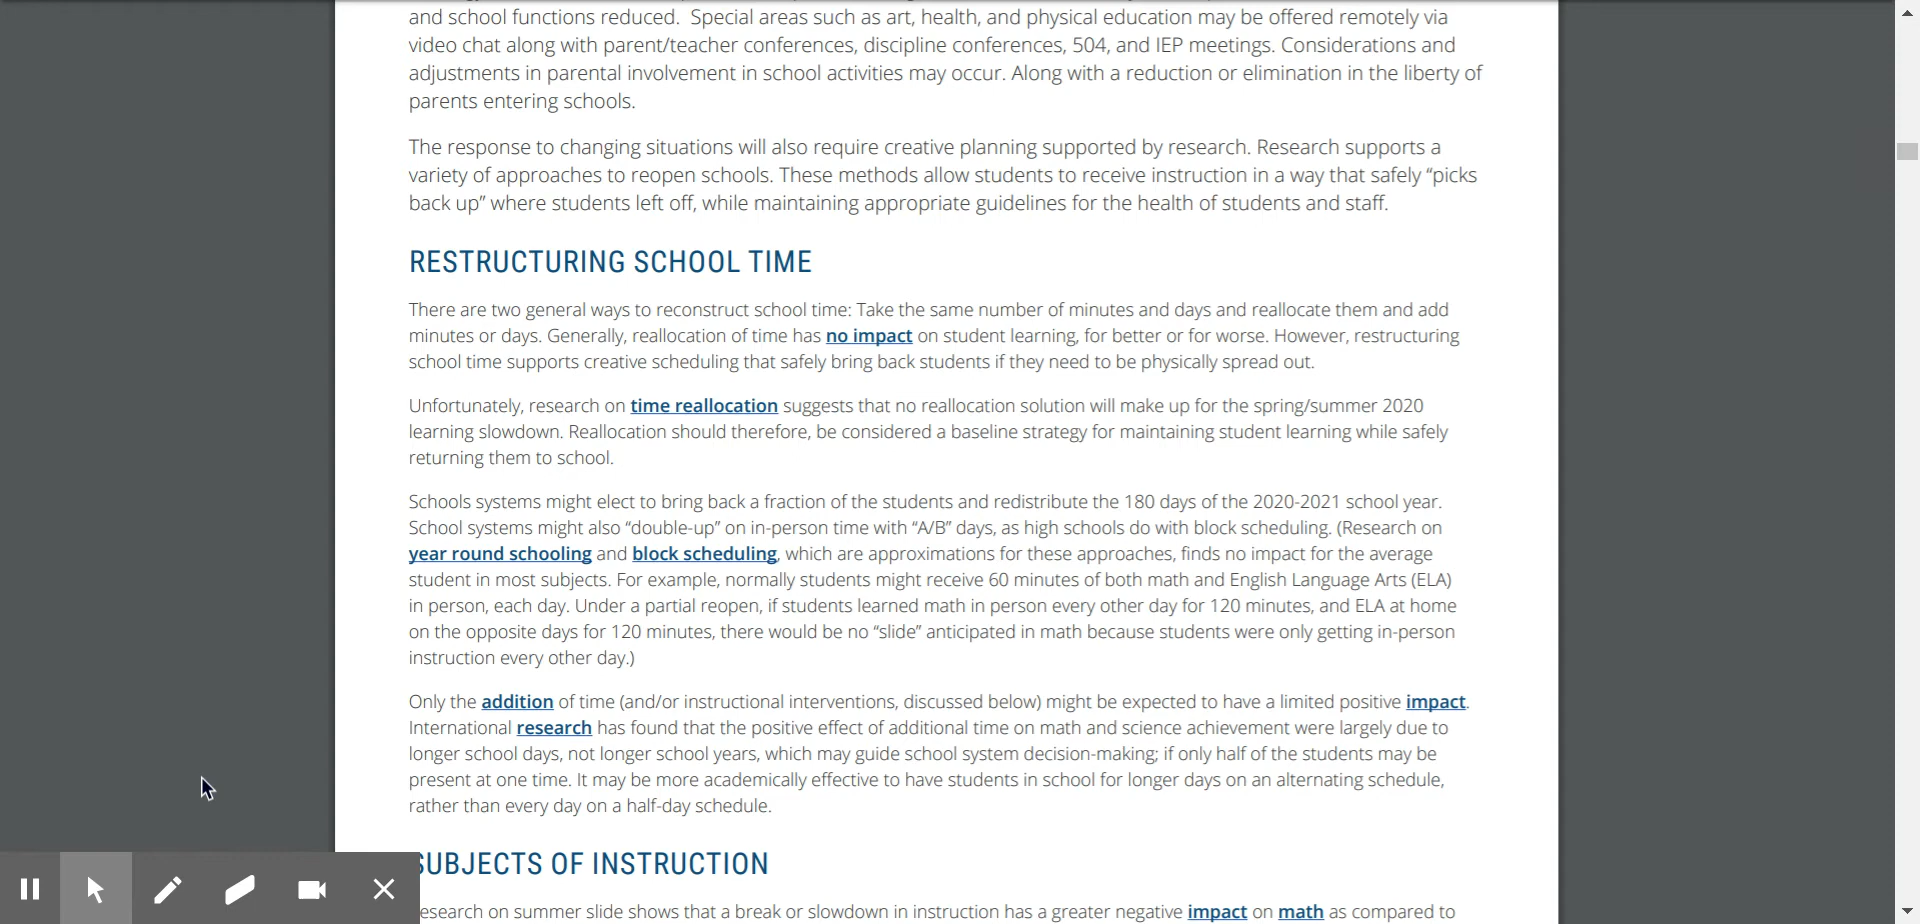 and school functions reduced.  Special areas such as art, health, and physical education may be offered remotely via
video chat along with parent/teacher conferences, discipline conferences, 504, and IEP meetings. Considerations and
adjustments in parental involvement in school activities may occur. Along with a reduction or elimination in the liberty of
parents entering schools.
The response to changing situations will also require creative planning supported by research. Research supports a
variety of approaches to reopen schools. These methods allow students to receive instruction in a way that safely “picks
back up” where students left off, while maintaining appropriate guidelines for the health of students and staff.
RESTRUCTURING SCHOOL TIME
There are two general ways to reconstruct school time: Take the same number of minutes and days and reallocate them and add
minutes or days. Generally, reallocation of time has no impact on student learning, for better or for worse. However, restructuring
school time supports creative scheduling that safely bring back students if they need to be physically spread out.
Unfortunately, research on time reallocation suggests that no reallocation solution will make up for the spring/summer 2020
learning slowdown. Reallocation should therefore, be considered a baseline strategy for maintaining student learning while safely
returning them to school.
Schools systems might elect to bring back a fraction of the students and redistribute the 180 days of the 2020-2021 school year.
School systems might also “double-up” on in-person time with “A/B” days, as high schools do with block scheduling. (Research on
year round schooling and block scheduling, which are approximations for these approaches, finds no impact for the average
student in most subjects. For example, normally students might receive 60 minutes of both math and English Language Arts (ELA)
in person, each day. Under a partial reopen, if students learned math in person every other day for 120 minutes, and ELA at home
on the opposite days for 120 minutes, there would be no “slide” anticipated in math because students were only getting in-person
instruction every other day.)
Only the addition of time (and/or instructional interventions, discussed below) might be expected to have a limited positive impact.
International research has found that the positive effect of additional time on math and science achievement were largely due to
longer school days, not longer school years, which may guide school system decision-making; if only half of the students may be
present at one time. It may be more academically effective to have students in school for longer days on an alternating schedule,
rather than every day on a half-day schedule.
SUBJECTS OF INSTRUCTION
esearch on summer slide shows that a break or slowdown in instruction has a greater negative impact on math as compared to